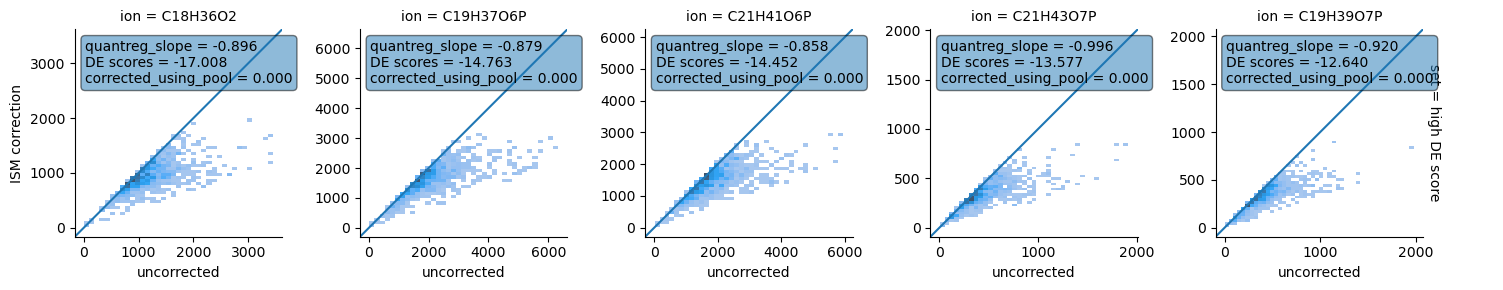 ion = C18H36O2
quantreg_slope = -0.896
DE scores = -17.008
corrected_using_pool = 0.000
ISM correction
3000
2000
1000
0
0 1000 2000 3000
uncorrected
ion = C19H37O6P
quantreg_slope = -0.879
DE scores = -14.763
corrected_using_pool = 0.000
6000
5000
4000
3000
2000
1000
0
0 2000 4000 6000
uncorrected
ion = C21H41O6P
quantreg_slope = -0.858
DE scores = -14.452
corrected_using_pool = 0.000
6000
5000
4000
3000
2000
1000
0
0 2000 4000 6000
uncorrected
ion = C21H43O7P
quantreg_slope = -0.996
DE scores = -13.577
corrected_using_pool = 0.000
2000
1500
1000
500
0
0 1000 2000
uncorrected
ion = C19H39O7P
quantreg_slope = -0.920
DE scores = -12.640
corrected_using_pool = 0.000
2000
1500
1000
500
0
0 1000 2000
uncorrected
set = high DE score